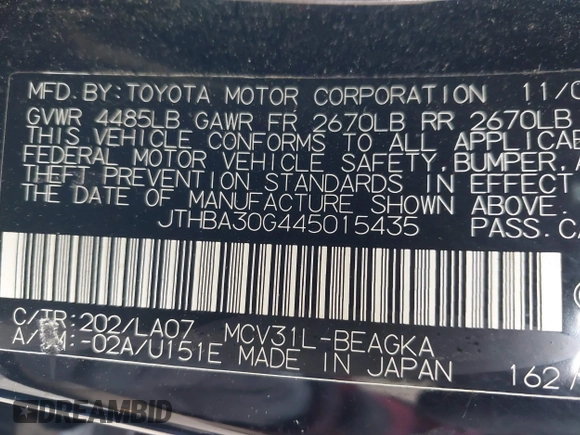 MFD.BY:TOYOTA MOTOR CORPORATION 11/0
GVWR 4485LB GAWR FR 2670LB RR 2670LB
THIS VEHICLE CONFORMS TO ALL APPLICAB
FEDERAL MOTOR VEHICLE SAFETY,BUMPER,
THEFT PREVENTION STANDARDS IN EFFECT
THE DATE OF MANUFACTURE SHOWN ABOVE.
JTHBA30G445015435 PASS.CA
C/TR:202/LA07 MCV31L-BEAGKA
A/TM:-02A/U151E MADE IN JAPAN 162
DREAMBID